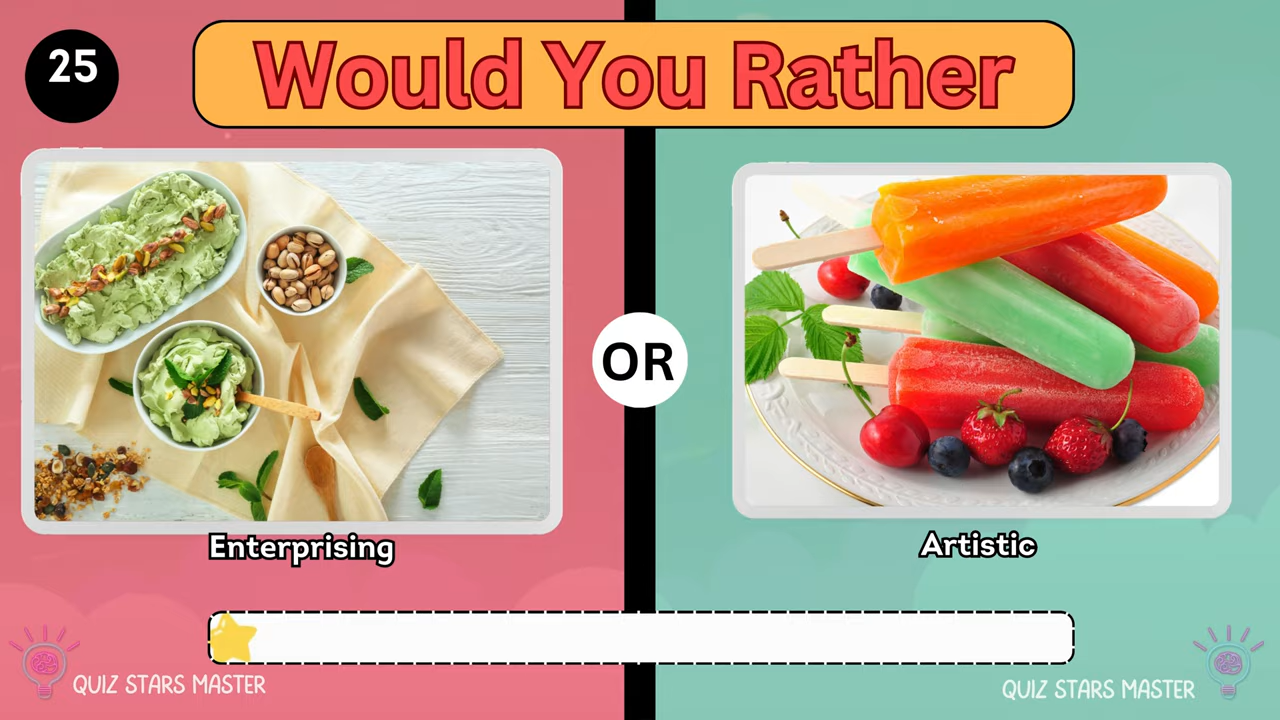 25
Would You Rather
OR
Enterprising
Artistic
QUIZ STARS MASTER
QUIZ STARS MASTER